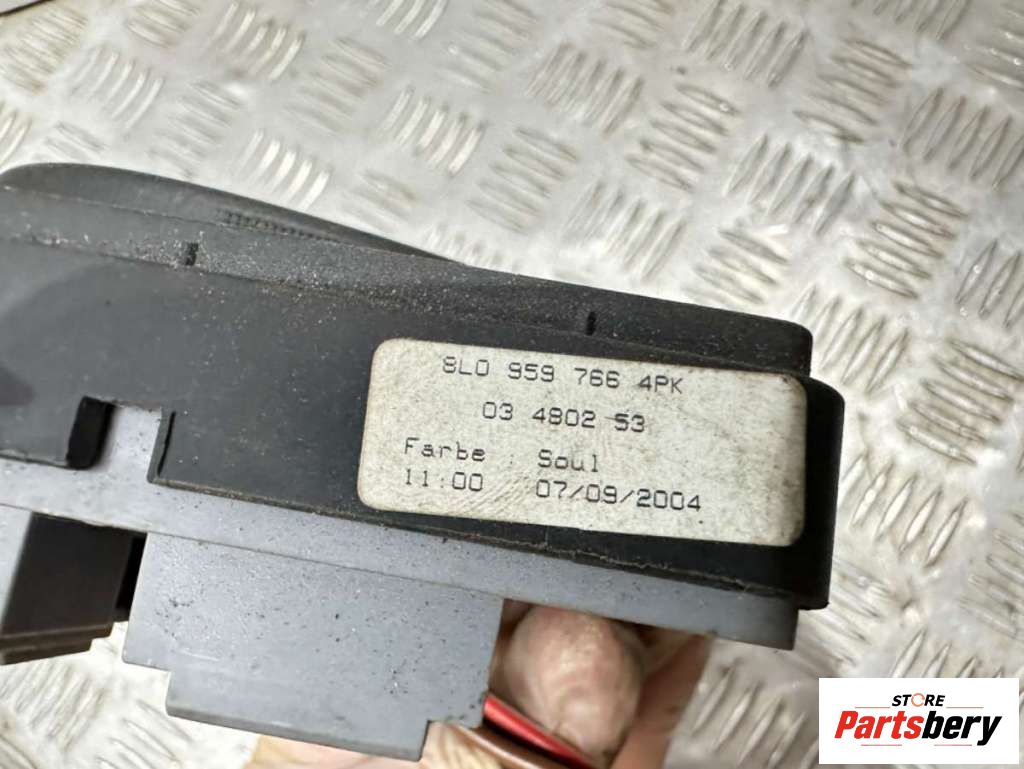 8L0 959 766 4PK
03 4802 53
Farbe : Soul
11:00 07/09/2004
STORE
Partsbery